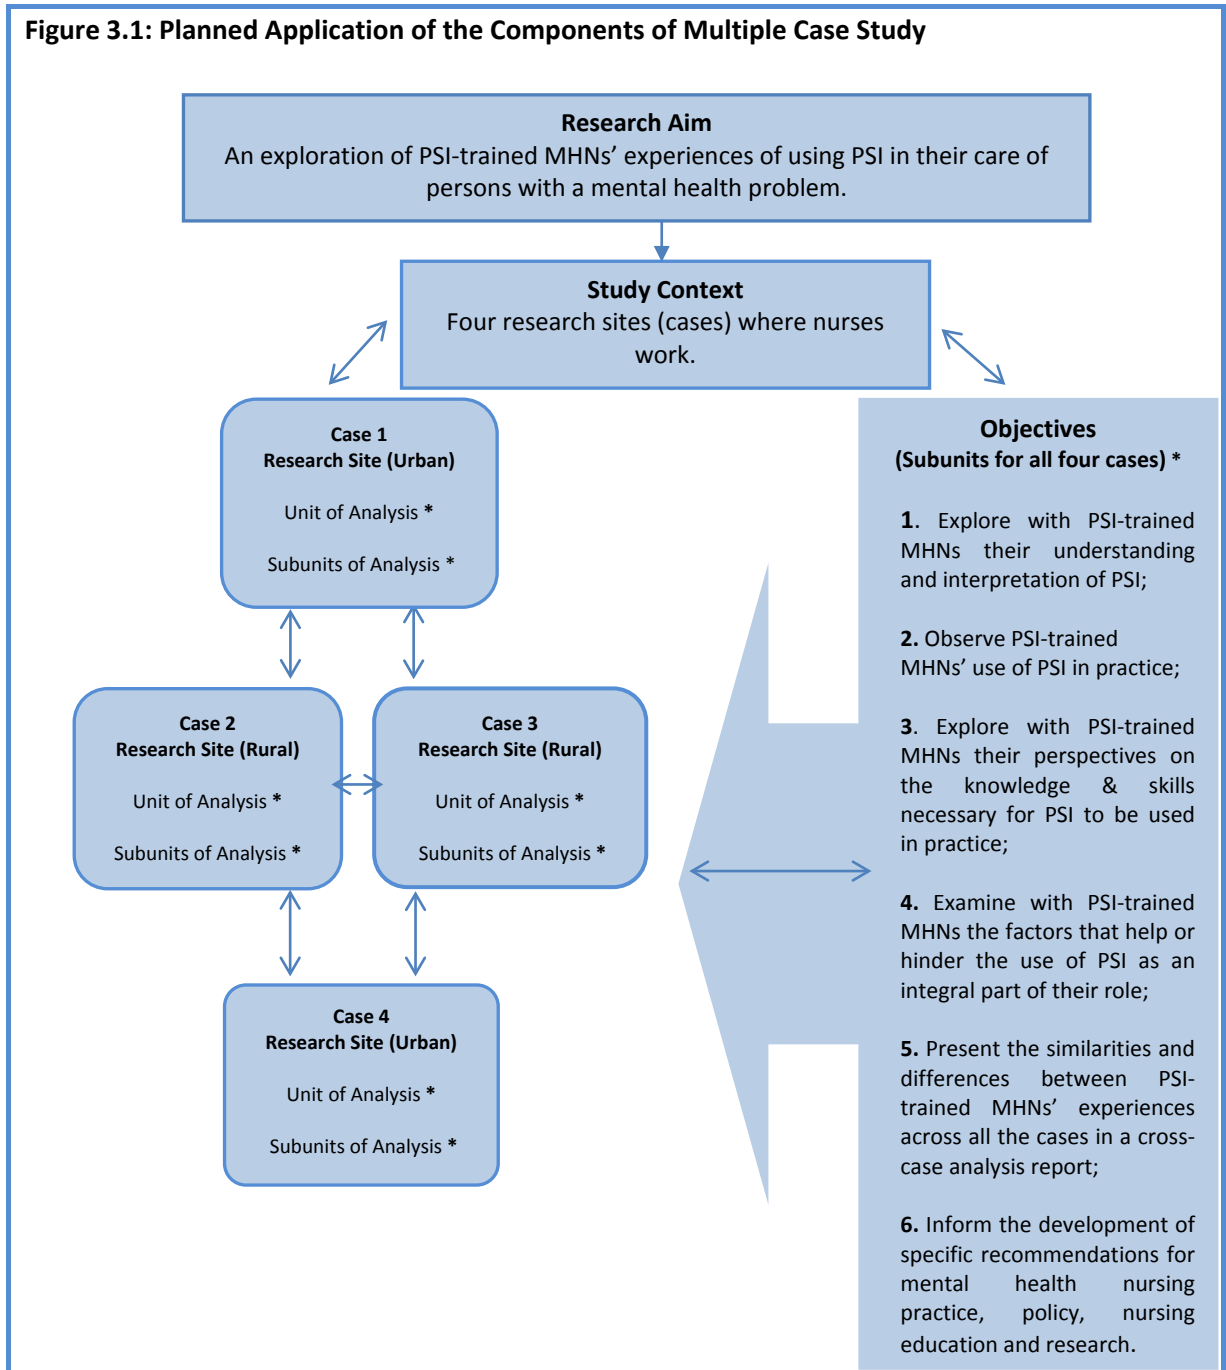 Figure 3.1: Planned Application of the Components of Multiple Case Study
Research Aim
An exploration of PSI-trained MHNs’ experiences of using PSI in their care of
persons with a mental health problem.
Study Context
Four research sites (cases) where nurses
work.
Case 1
Research Site (Urban)
Unit of Analysis *
Subunits of Analysis *
Case 2
Research Site (Rural)
Unit of Analysis *
Subunits of Analysis *
Case 3
Research Site (Rural)
Unit of Analysis *
Subunits of Analysis *
Case 4
Research Site (Urban)
Unit of Analysis *
Subunits of Analysis *
Objectives
(Subunits for all four cases) *
1. Explore with PSI-trained
MHNs their understanding
and interpretation of PSI;
2. Observe PSI-trained
MHNs’ use of PSI in practice;
3. Explore with PSI-trained
MHNs their perspectives on
the knowledge & skills
necessary for PSI to be used
in practice;
4. Examine with PSI-trained
MHNs the factors that help or
hinder the use of PSI as an
integral part of their role;
5. Present the similarities and
differences between PSI-
trained MHNs’ experiences
across all the cases in a cross-
case analysis report;
6. Inform the development of
specific recommendations for
mental health nursing
practice, policy, nursing
education and research.